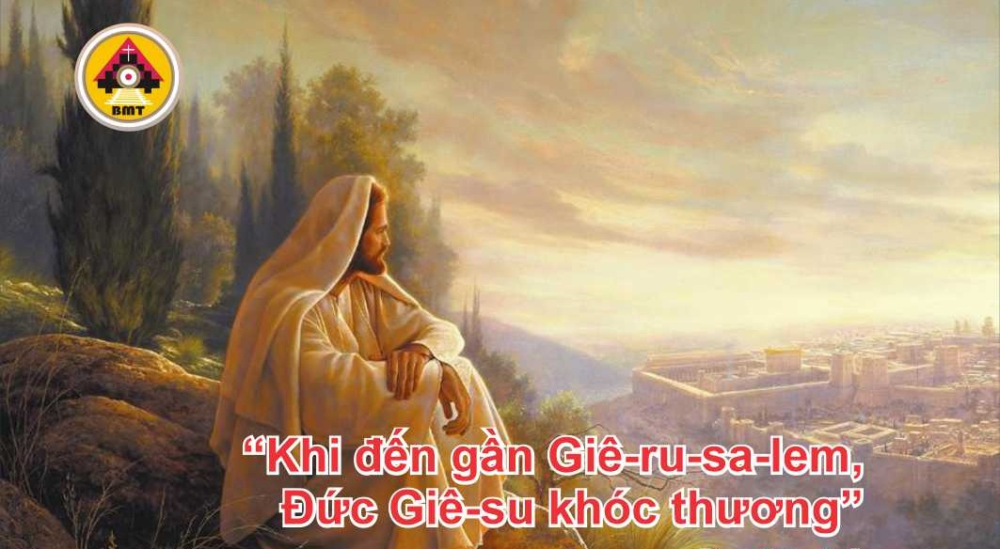 BMT
“Khi đến gần Giê-ru-sa-lem,
Đức Giê-su khóc thương”